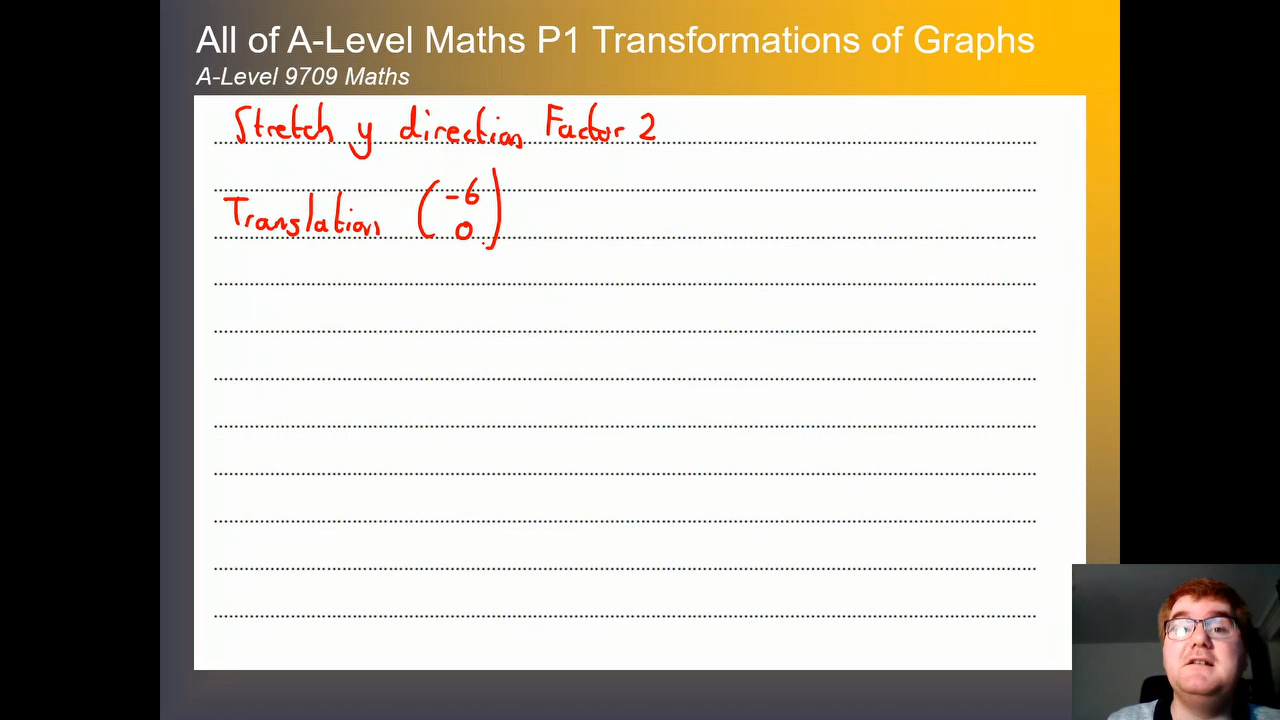 All of A-Level Maths P1 Transformations of Graphs
A-Level 9709 Maths
Stretch y direction Factor 2
Translation (-6
0)